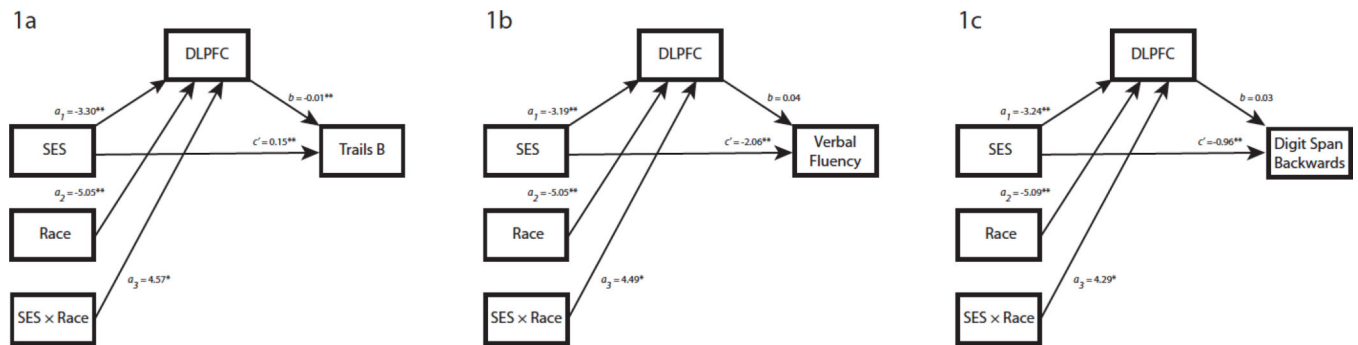 1a
DLPFC
a1 = -3.30**
b = -0.01**
SES
c' = 0.15**
Trails B
a2 = -5.05**
Race
a3 = 4.57*
SES × Race
1b
DLPFC
a1 = -3.19**
b = 0.04
SES
c' = -2.06**
Verbal
Fluency
a2 = -5.05**
Race
a3 = 4.49*
SES × Race
1c
DLPFC
a1 = -3.24**
b = 0.03
SES
c' = -0.96**
Digit Span
Backwards
a2 = -5.09**
Race
a3 = 4.29*
SES × Race